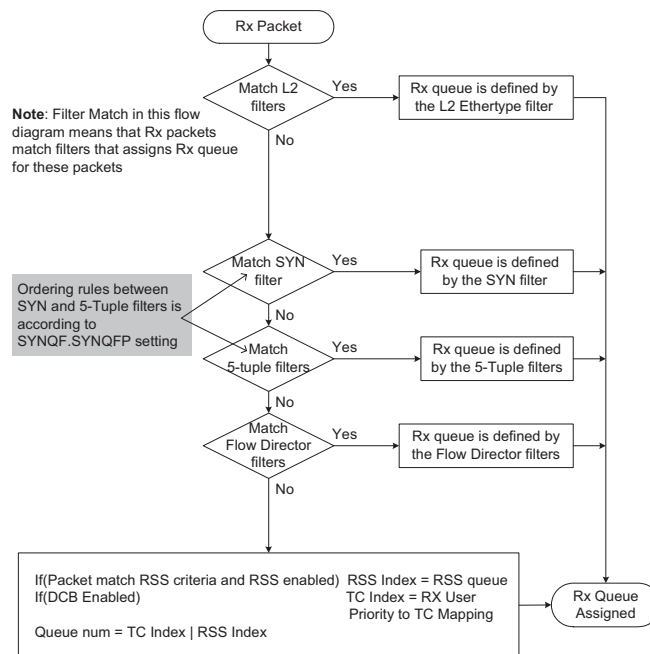 Rx Packet
Match L2
filters
Yes
Rx queue is defined by
the L2 Ethertype filter
Note: Filter Match in this flow
diagram means that Rx packets
match filters that assigns Rx queue
for these packets
No
Match SYN
filter
Yes
Rx queue is defined
by the SYN filter
Ordering rules between
SYN and 5-Tuple filters is
according to
SYNQF.SYNQFP setting
No
Match
5-tuple filters
Yes
Rx queue is defined
by the 5-Tuple filters
No
Match
Flow Director
filters
Yes
Rx queue is defined by
the Flow Director filters
No
If(Packet match RSS criteria and RSS enabled) RSS Index = RSS queue
If(DCB Enabled) TC Index = RX User
Priority to TC Mapping
Queue num = TC Index | RSS Index
Rx Queue
Assigned